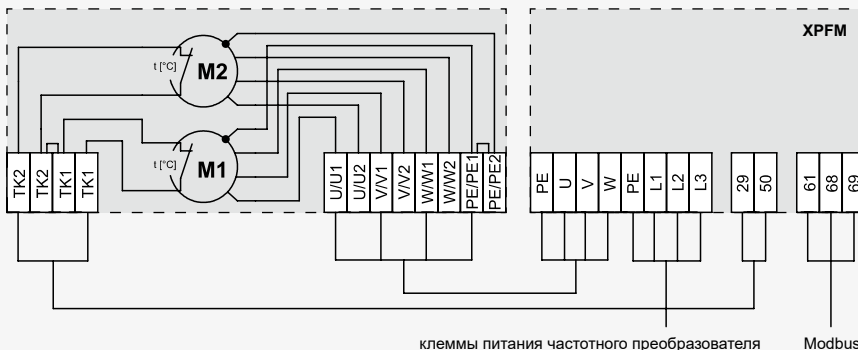 XPFM
t [°C]
M2
t [°C]
M1
TK2
TK2
TK1
TK1
U/U1
U/U2
V/V1
V/V2
W/W1
W/W2
PE/PE1
PE/PE2
PE
U
V
W
PE
L1
L2
L3
29
50
61
68
69
клеммы питания частотного преобразователя
Modbus